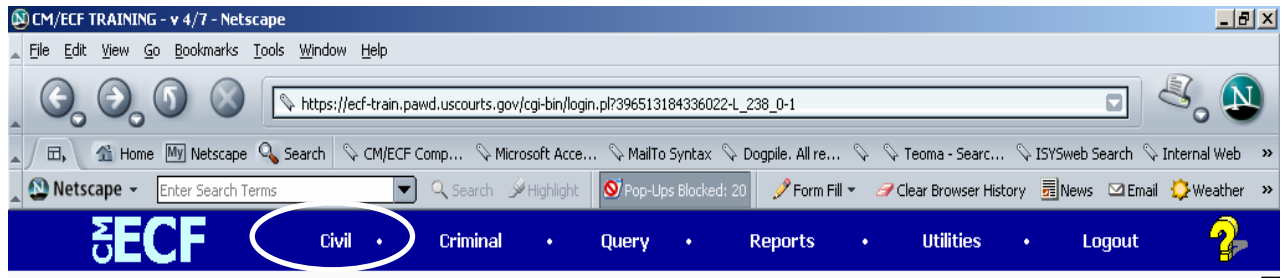 CM/ECF TRAINING - v 4/7 - Netscape
File Edit View Go Bookmarks Tools Window Help
https://ecf-train.pawd.uscourts.gov/cgi-bin/login.pl?396513184336022-L_238_0-1 N
Home My Netscape Search CM/ECF Comp... Microsoft Acce... MailTo Syntax Dogpile. All re... Teoma - Searc... ISYSweb Search Internal Web »
N Netscape Enter Search Terms Search Highlight Pop-Ups Blocked: 20 Form Fill Clear Browser History News Email Weather »
CM ECF Civil • Criminal • Query • Reports • Utilities • Logout ?